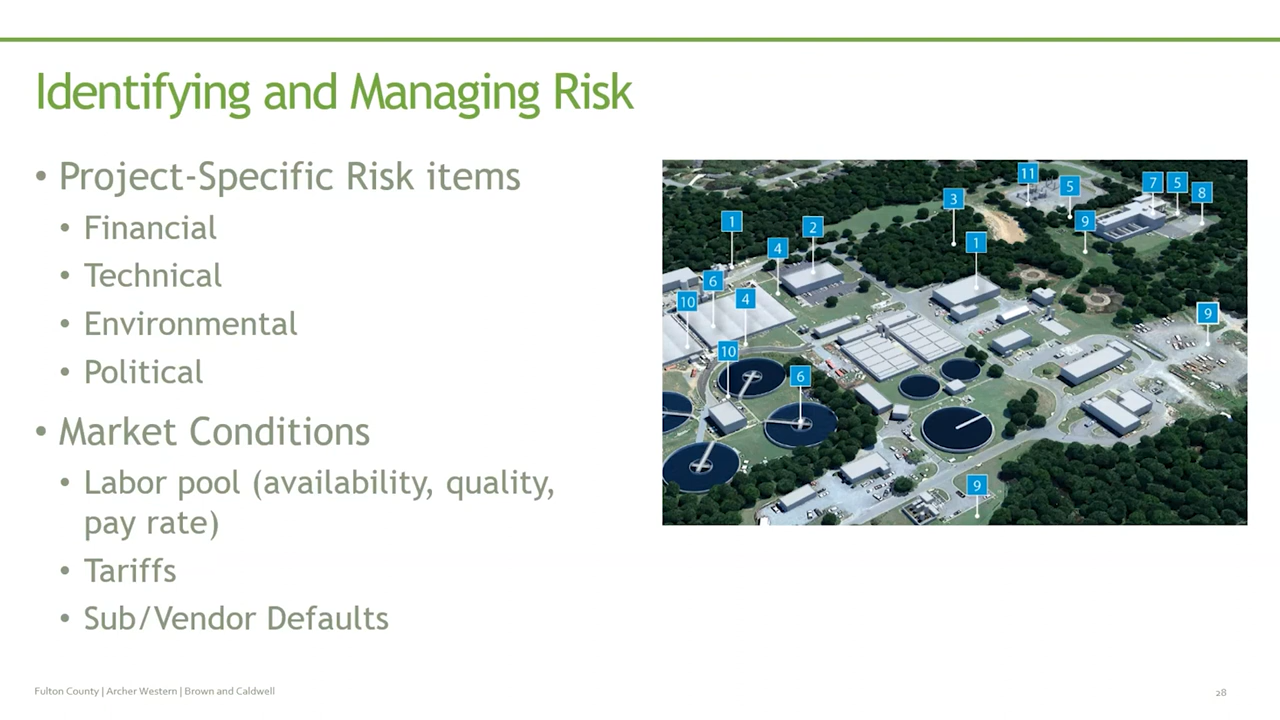 Identifying and Managing Risk
• Project-Specific Risk items
• Financial
• Technical
• Environmental
• Political
• Market Conditions
• Labor pool (availability, quality,
pay rate)
• Tariffs
• Sub/Vendor Defaults
11
5
7
5
8
3
9
1
2
1
4
6
10
4
9
10
6
9
Fulton County | Archer Western | Brown and Caldwell
28